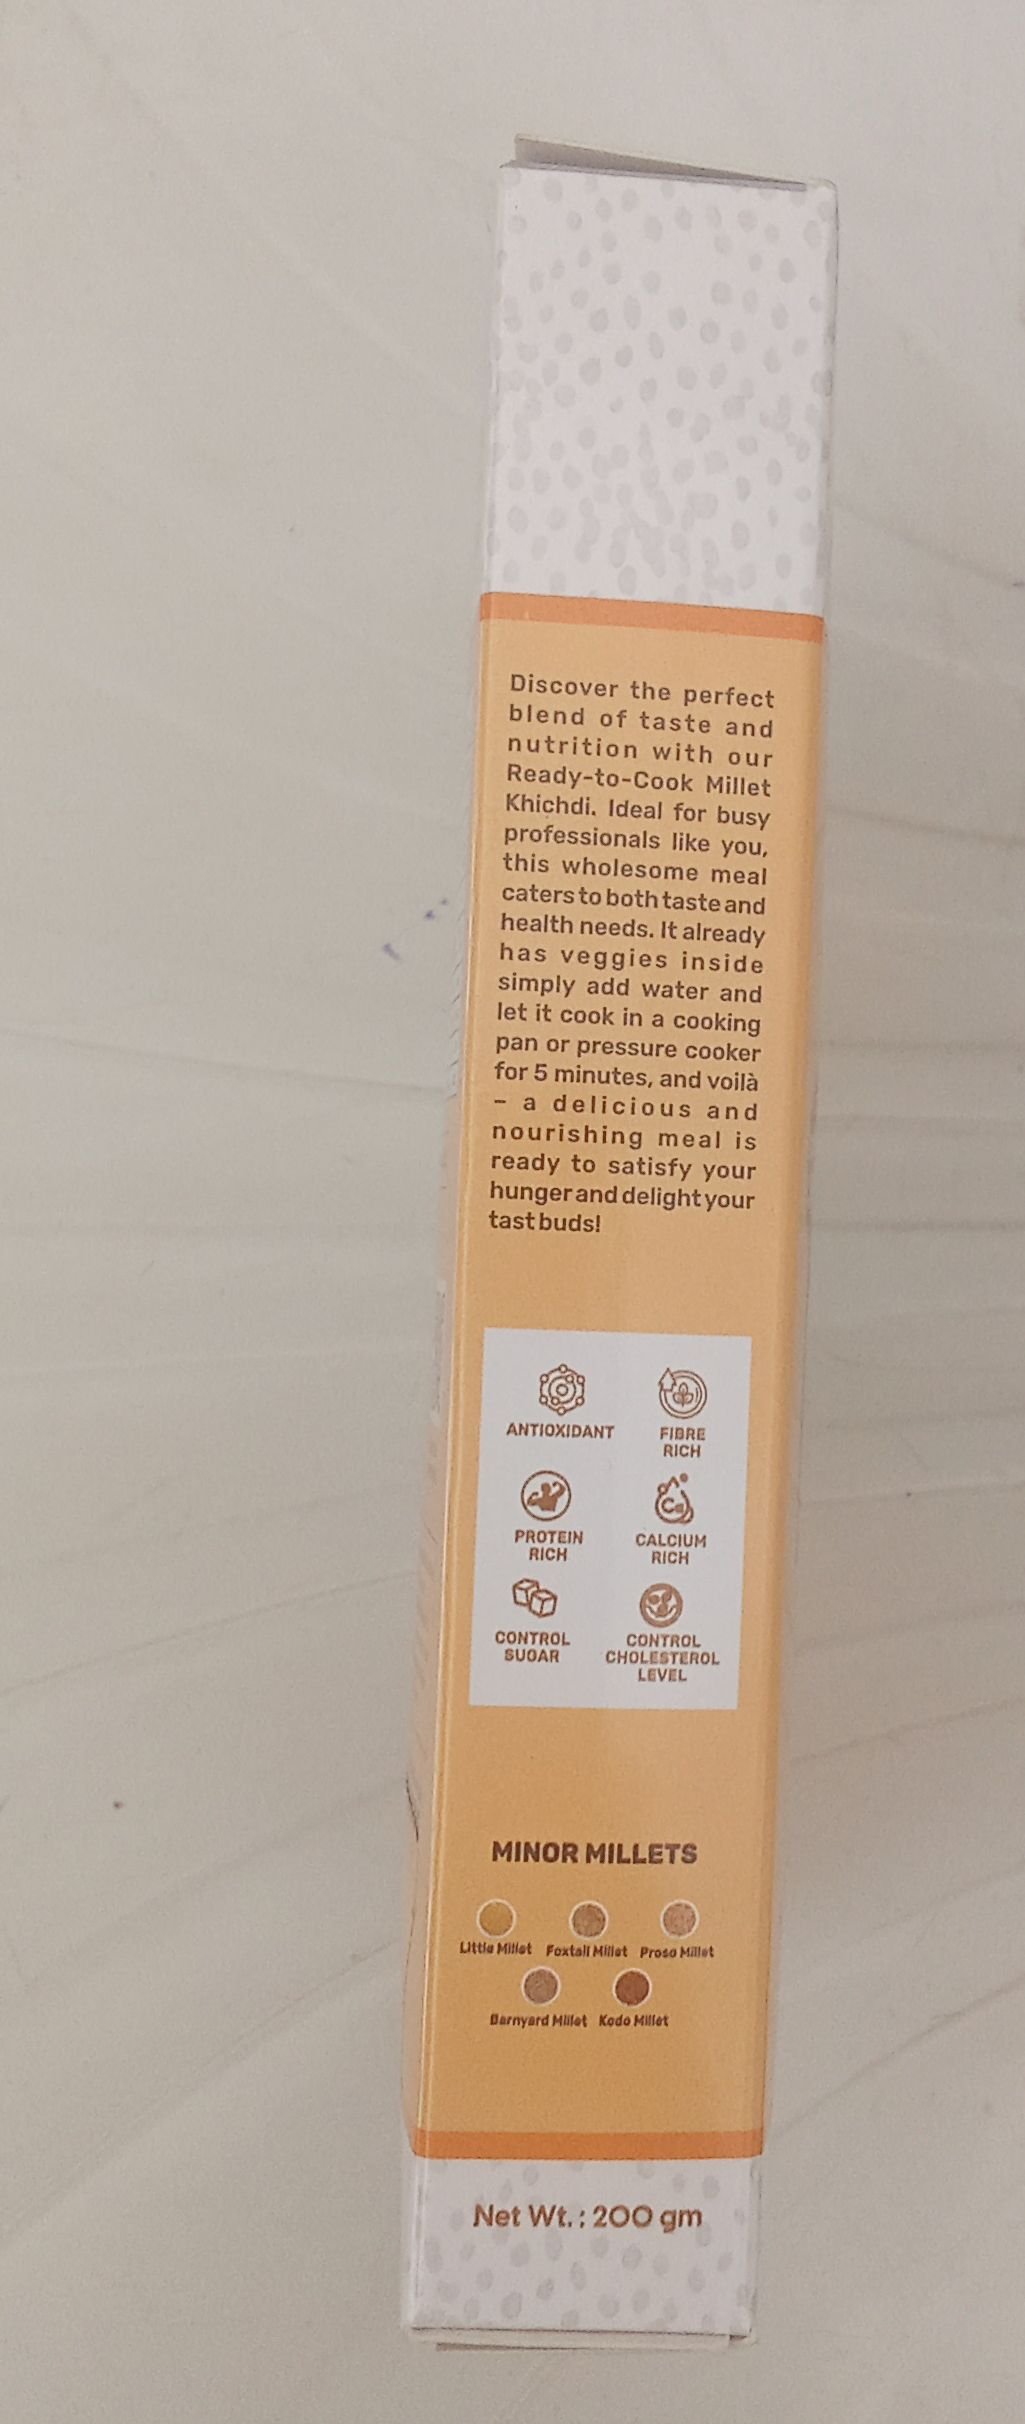 Discover the perfect
blend of taste and
nutrition with our
Ready-to-Cook Millet
Khichdi. Ideal for busy
professionals like you,
this wholesome meal
caters to both taste and
health needs. It already
has veggies inside
simply add water and
let it cook in a cooking
pan or pressure cooker
for 5 minutes, and voilà
– a delicious and
nourishing meal is
ready to satisfy your
hunger and delight your
tast buds!
ANTIOXIDANT
FIBRE
RICH
PROTEIN
RICH
Ca
CALCIUM
RICH
CONTROL
SUGAR
CONTROL
CHOLESTEROL
LEVEL
MINOR MILLETS
Little Millet Foxtail Millet Proso Millet
Barnyard Millet Kodo Millet
Net Wt. : 200 gm